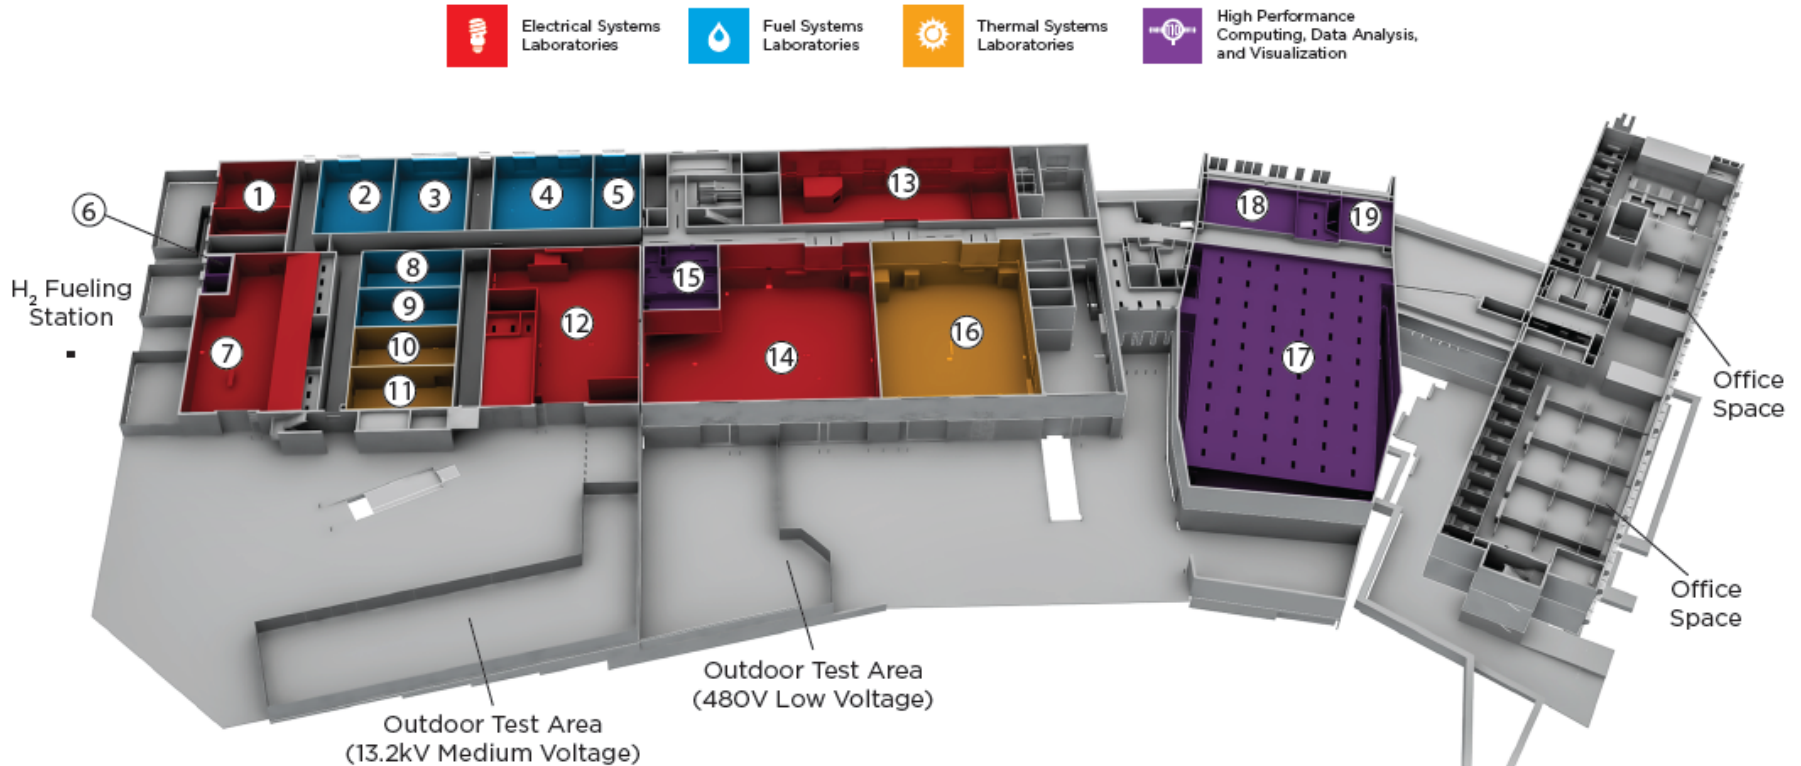 Electrical Systems
Laboratories
Fuel Systems
Laboratories
Thermal Systems
Laboratories
High Performance
Computing, Data Analysis,
and Visualization
1
2
3
4
5
6
13
18
19
8
15
H2 Fueling
Station
9
12
16
7
10
14
17
11
Office
Space
Office
Space
Outdoor Test Area
(480V Low Voltage)
Outdoor Test Area
(13.2kV Medium Voltage)